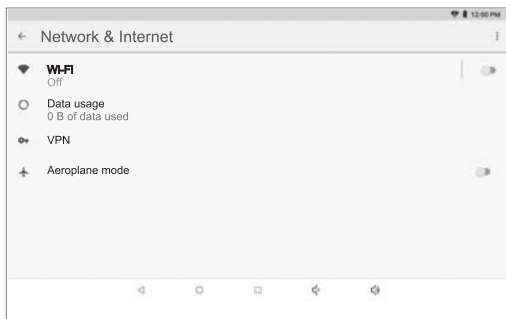 12:00 PM
Network & Internet
WI-FI
Off
Data usage
0 B of data used
VPN
Aeroplane mode